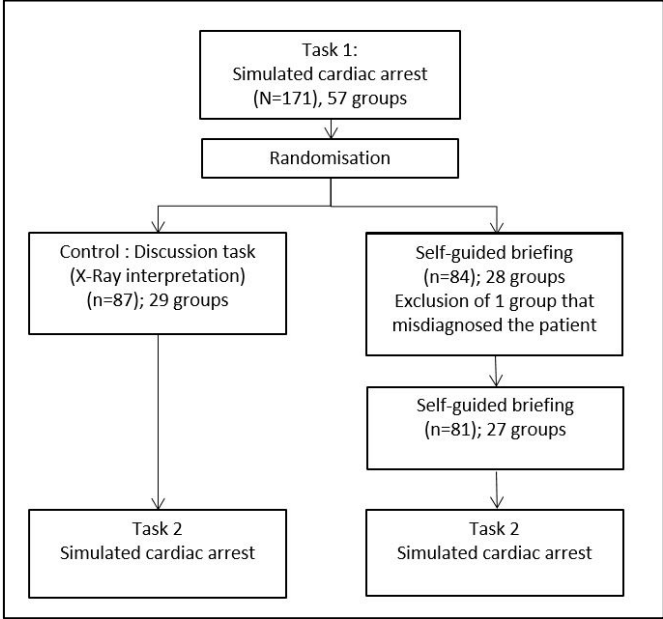 Task 1:
Simulated cardiac arrest
(N=171), 57 groups
Randomisation
Control : Discussion task
(X-Ray interpretation)
(n=87); 29 groups
Self-guided briefing
(n=84); 28 groups
Exclusion of 1 group that
misdiagnosed the patient
Self-guided briefing
(n=81); 27 groups
Task 2
Simulated cardiac arrest
Task 2
Simulated cardiac arrest